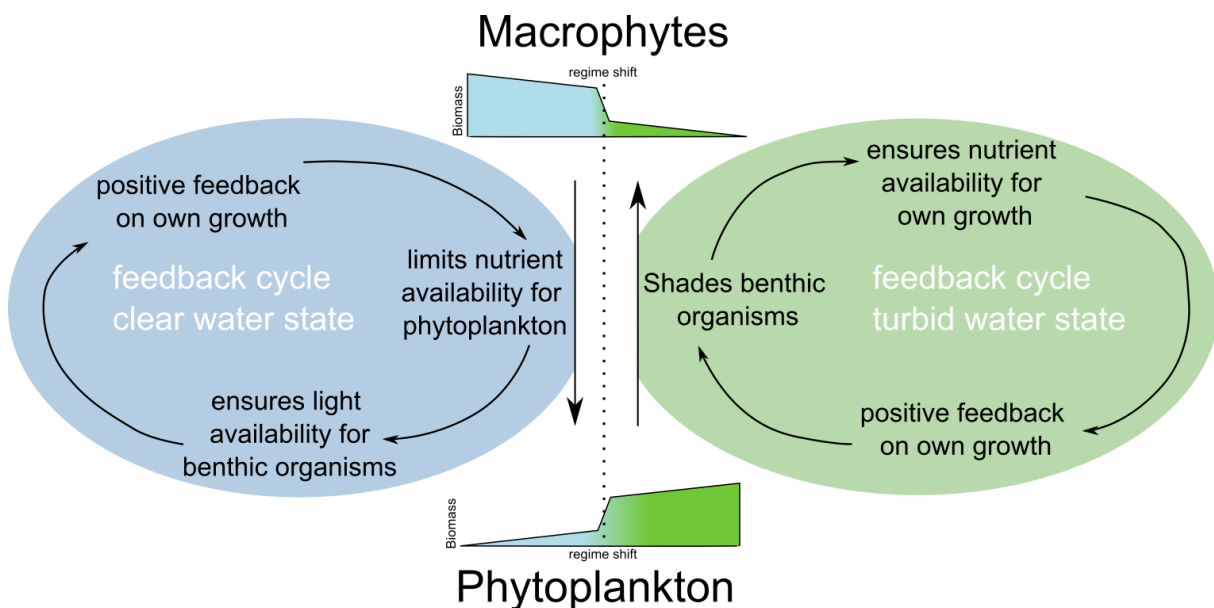 Macrophytes
regime shift
Biomass
positive feedback
on own growth
limits nutrient
availability for
phytoplankton
ensures light
availability for
benthic organisms
feedback cycle
clear water state
ensures nutrient
availability for
own growth
Shades benthic
organisms
positive feedback
on own growth
feedback cycle
turbid water state
Biomass
regime shift
Phytoplankton